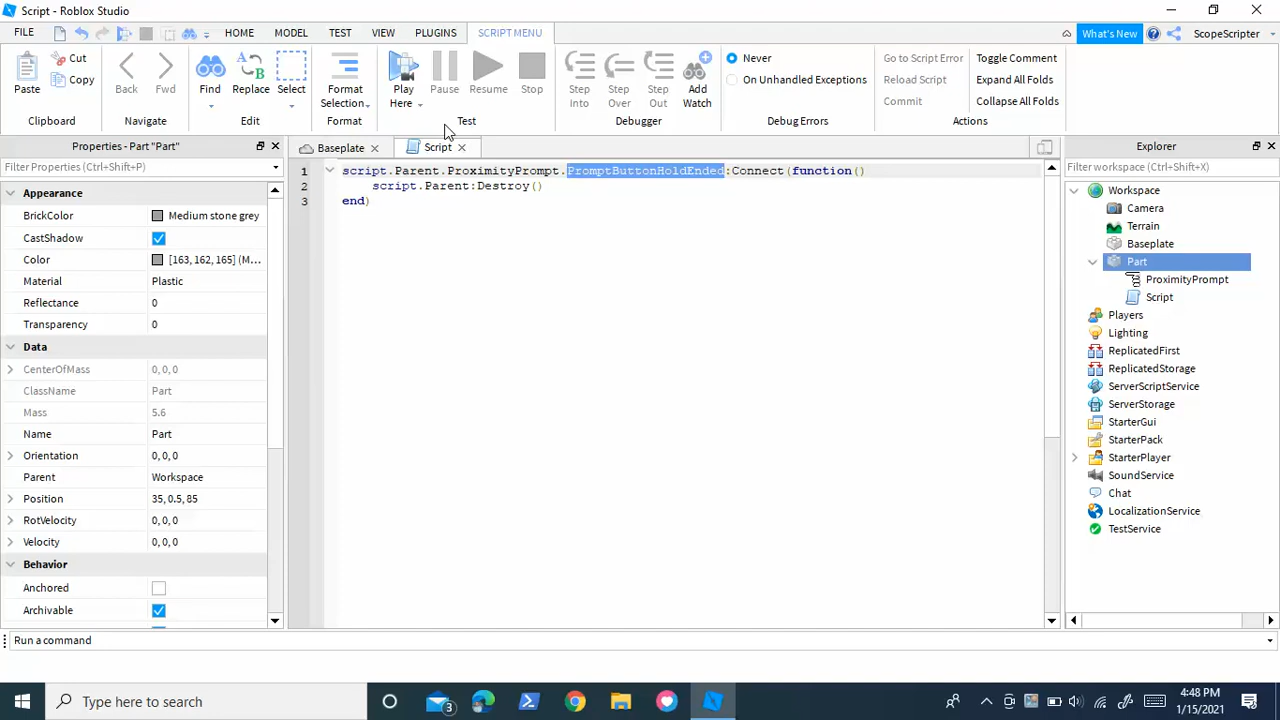 Script - Roblox Studio
FILE HOME MODEL TEST VIEW PLUGINS SCRIPT MENU What's New ScopeScripter
Paste Cut Copy Clipboard
Back Fwd Navigate
Find Replace Select Edit
Format Selection Format
Play Here Pause Resume Stop Test
Step Into Step Over Step Out Add Watch Debugger
Never On Unhandled Exceptions Debug Errors
Go to Script Error Reload Script Commit
Toggle Comment Expand All Folds Collapse All Folds Actions
Properties - Part "Part"
Filter Properties (Ctrl+Shift+P)
Appearance
BrickColor Medium stone grey
CastShadow
Color [163, 162, 165] (M...
Material Plastic
Reflectance 0
Transparency 0
Data
CenterOfMass 0, 0, 0
ClassName Part
Mass 5.6
Name Part
Orientation 0, 0, 0
Parent Workspace
Position 35, 0.5, 85
RotVelocity 0, 0, 0
Velocity 0, 0, 0
Behavior
Anchored
Archivable
Baseplate Script
1 script.Parent.ProximityPrompt.PromptButtonHoldEnded:Connect(function()
2 script.Parent:Destroy()
3 end)
Explorer
Filter workspace (Ctrl+Shift+X)
Workspace
Camera
Terrain
Baseplate
Part
ProximityPrompt
Script
Players
Lighting
ReplicatedFirst
ReplicatedStorage
ServerScriptService
ServerStorage
StarterGui
StarterPack
StarterPlayer
SoundService
Chat
LocalizationService
TestService
Run a command
Type here to search
3
4:48 PM
1/15/2021